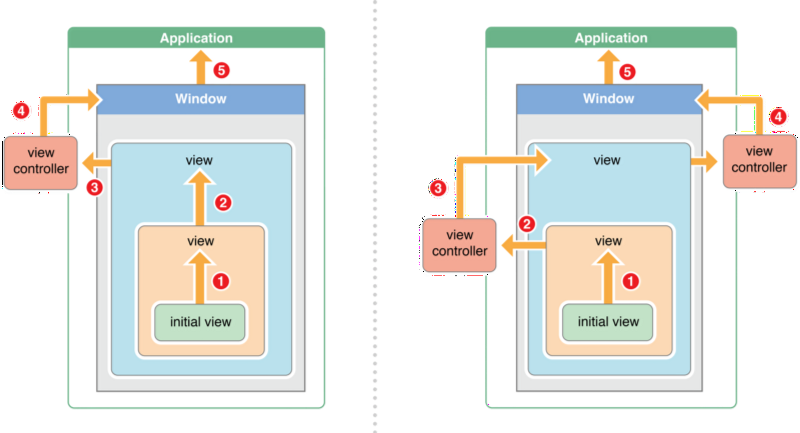 Application
5
4
Window
view
controller
view
3
2
view
1
initial view
Application
5
Window
4
view
controller
view
3
2
view
controller
view
1
initial view